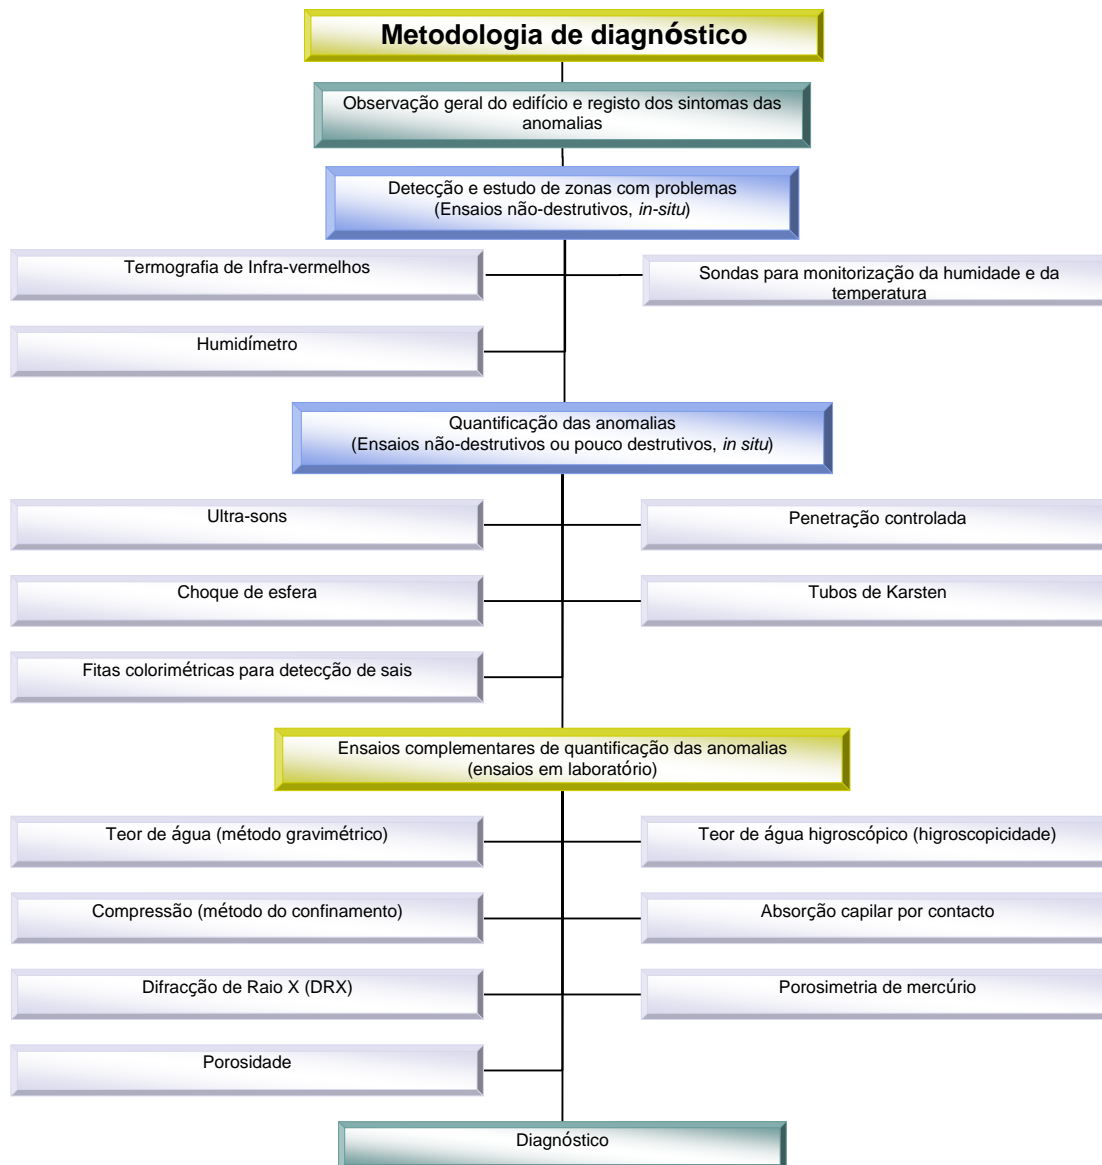 Metodologia de diagnóstico
Observação geral do edifício e registo dos sintomas das
anomalias
Detecção e estudo de zonas com problemas
(Ensaios não-destrutivos, in-situ)
Termografia de Infra-vermelhos
Sondas para monitorização da humidade e da
temperatura
Humidímetro
Quantificação das anomalias
(Ensaios não-destrutivos ou pouco destrutivos, in situ)
Ultra-sons
Penetração controlada
Choque de esfera
Tubos de Karsten
Fitas colorimétricas para detecção de sais
Ensaios complementares de quantificação das anomalias
(ensaios em laboratório)
Teor de água (método gravimétrico)
Teor de água higroscópico (higroscopicidade)
Compressão (método do confinamento)
Absorção capilar por contacto
Difracção de Raio X (DRX)
Porosimetria de mercúrio
Porosidade
Diagnóstico